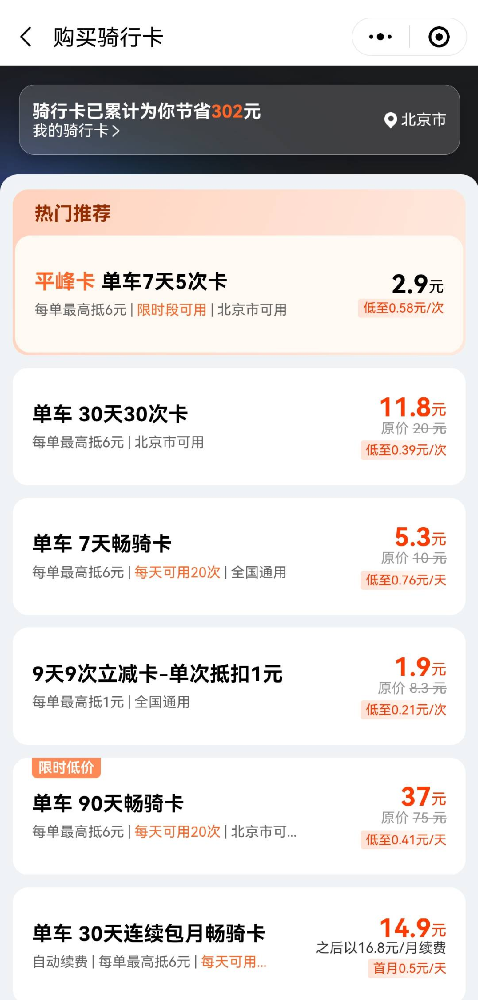 购买骑行卡
骑行卡已累计为你节省302元
我的骑行卡
北京市
热门推荐
平峰卡 单车7天5次卡
2.9元
每单最高抵6元 | 限时段可用 | 北京市可用
低至0.58元/次
单车 30天30次卡
11.8元
原价 20 元
每单最高抵6元 | 北京市可用
低至0.39元/次
单车 7天畅骑卡
5.3元
原价 10 元
每单最高抵6元 | 每天可用20次 | 全国通用
低至0.76元/天
9天9次立减卡-单次抵扣1元
1.9元
原价 8.3 元
每单最高抵1元 | 全国通用
低至0.21元/次
限时低价
单车 90天畅骑卡
37元
原价 75 元
每单最高抵6元 | 每天可用20次 | 北京市可...
低至0.41元/天
单车 30天连续包月畅骑卡
14.9元
之后以16.8元/月续费
自动续费 | 每单最高抵6元 | 每天可用...
首月0.5元/天